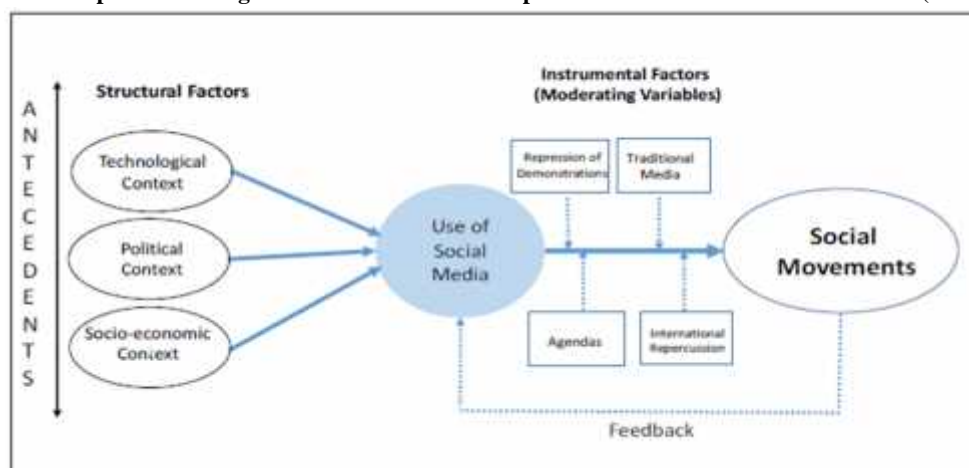 Structural Factors
Instrumental Factors
(Moderating Variables)
ANTECEDENTS
Technological
Context
Political
Context
Socio-economic
Context
Use of
Social
Media
Repression of
Demonstrations
Traditional
Media
Agendas
International
Repercussion
Social
Movements
Feedback